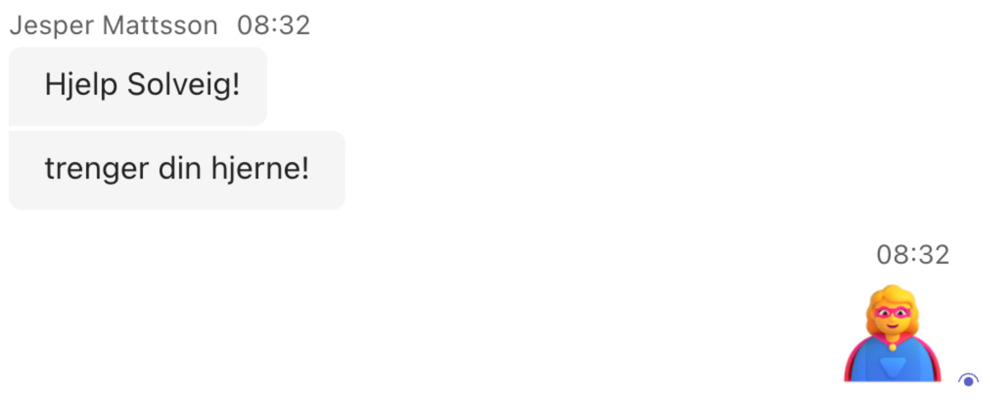 Jesper Mattsson 08:32
Hjelp Solveig!
trenger din hjerne!
08:32